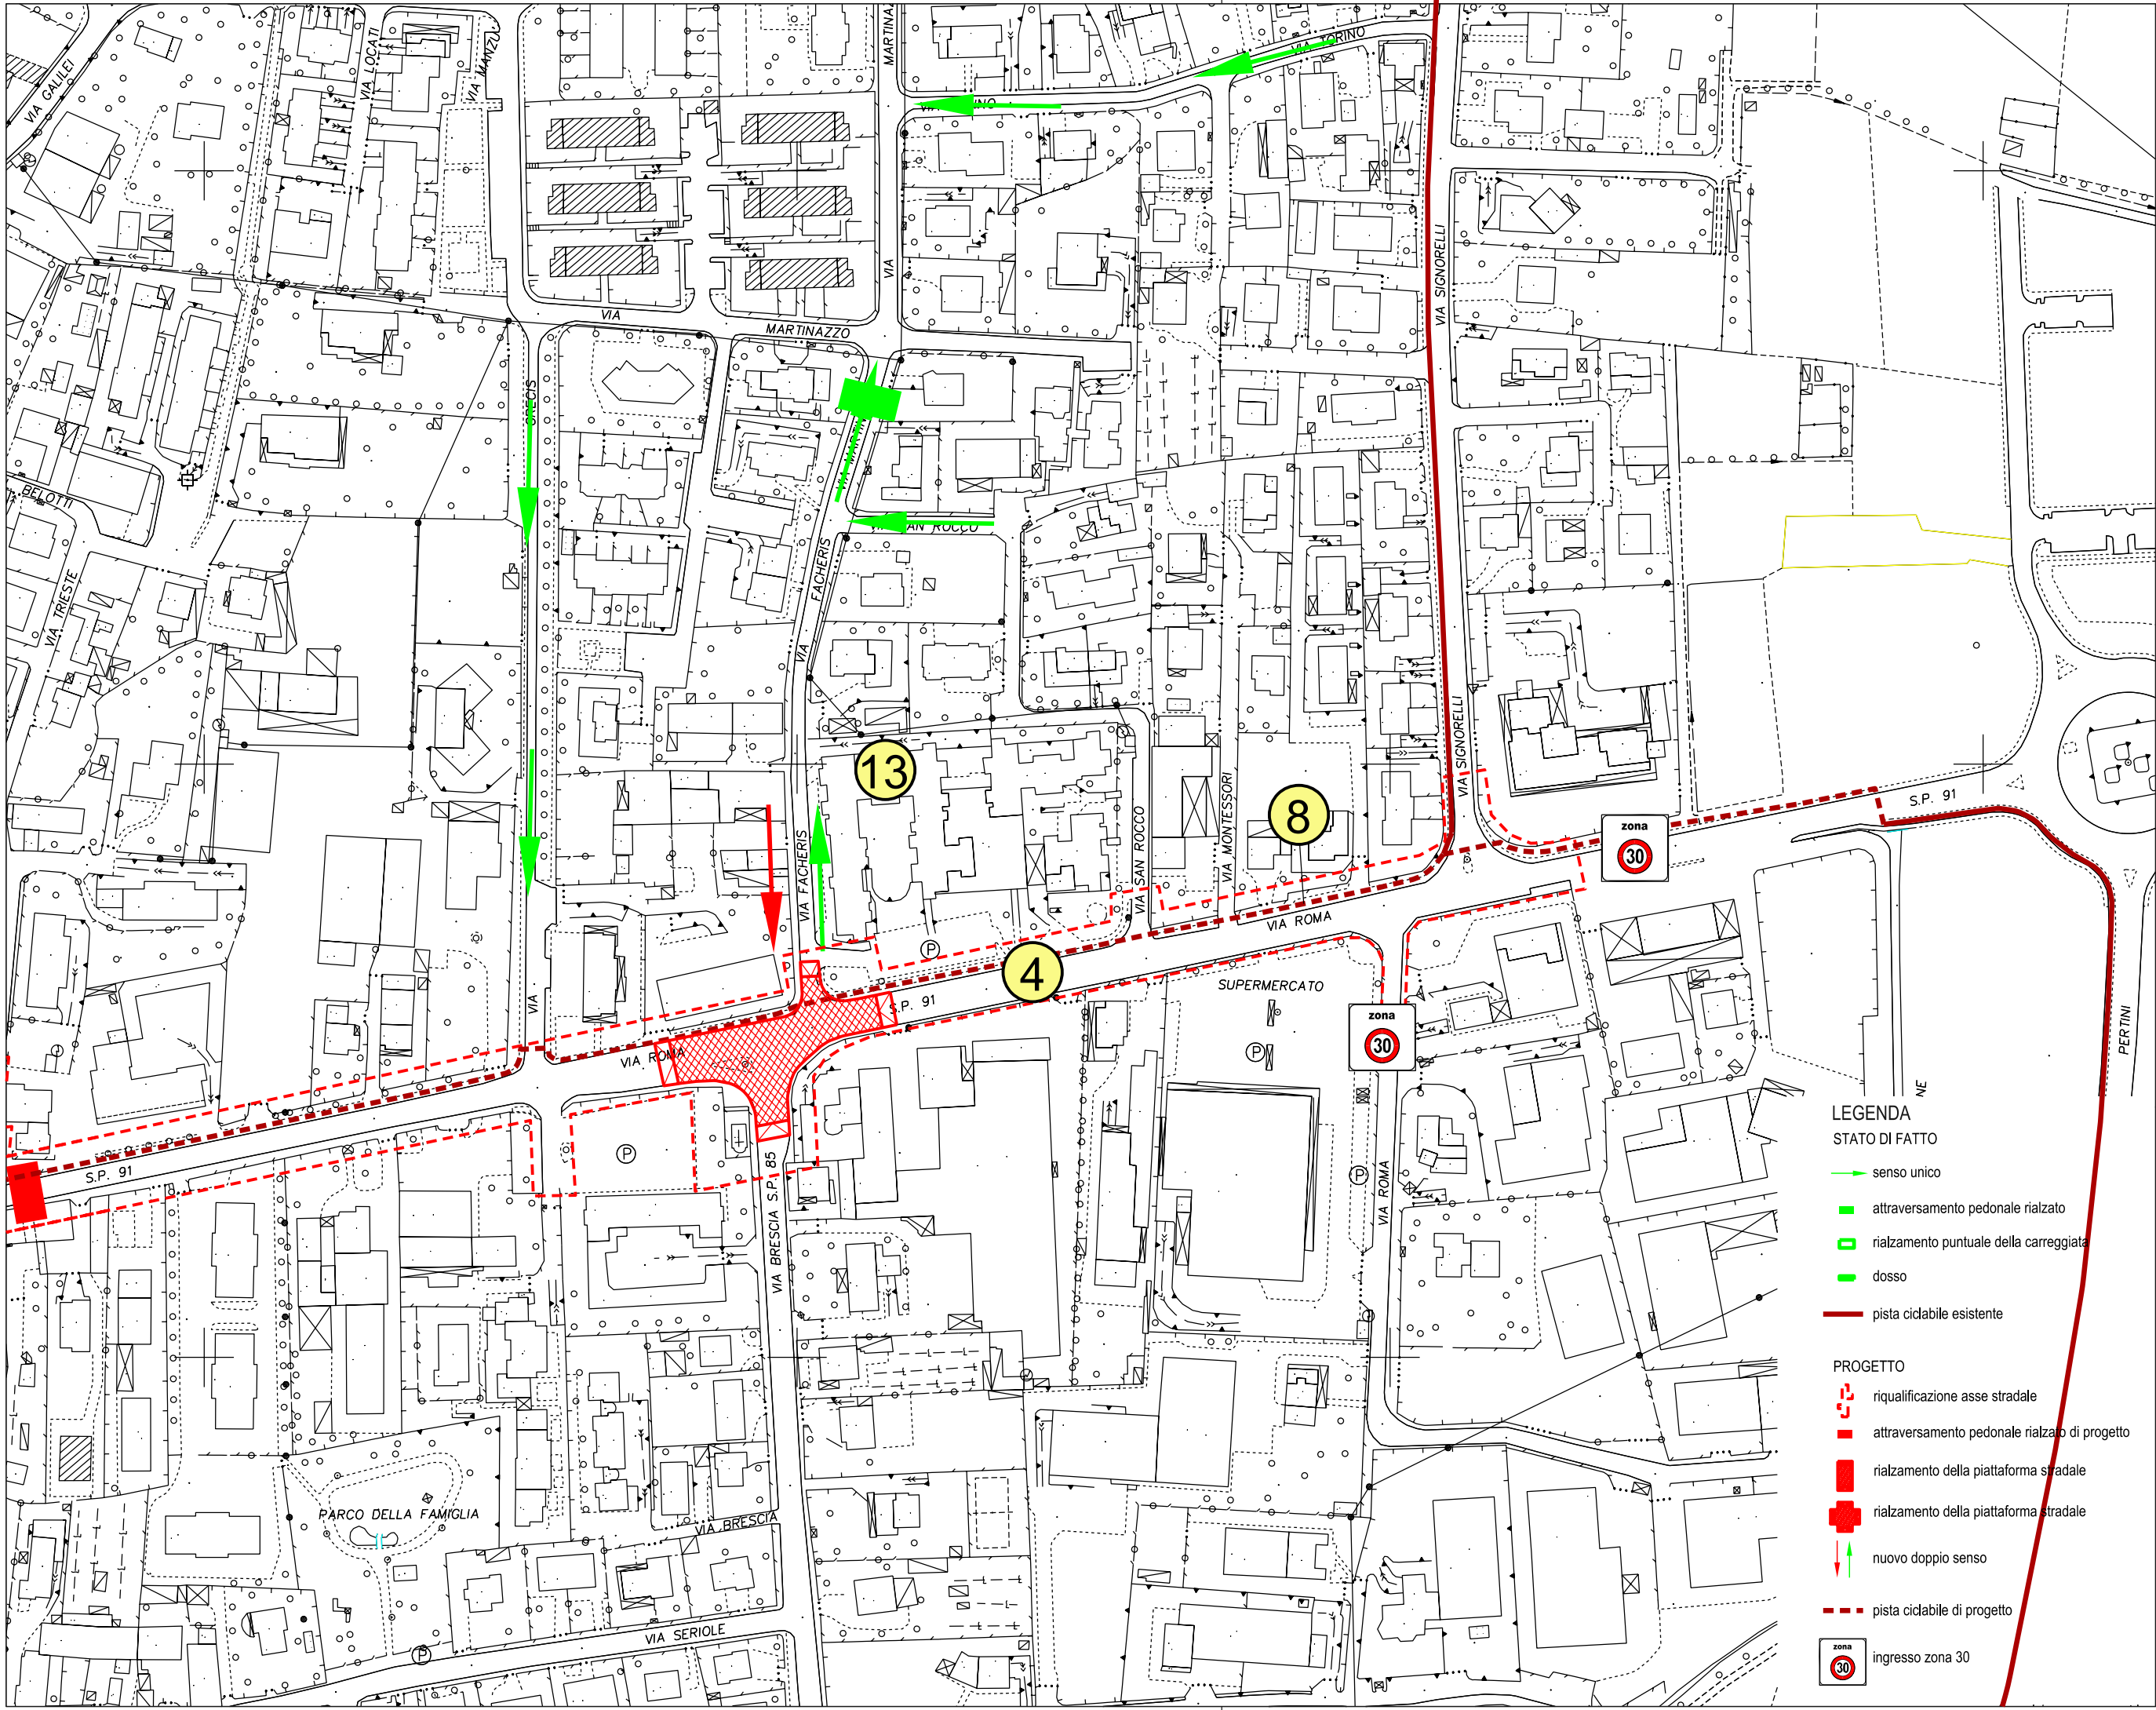 VIA GALILEI
VIA LOCATI
VIA MANZU'
MARTINAZ
VIA TORINO
VIA
VIA
MARTINAZZO
VIA SIGNORELLI
BELOTTI
VIA TRIESTE
VIA
FACHERIS
VIA SIGNORELLI
13
8
VIA FACHERIS
VIA SAN ROCCO
VIA MONTESSORI
S.P. 91
zona
30
VIA ROMA
P
4
S.P. 91
SUPERMERCATO
P
zona
30
VIA
VIA ROMA
S.P. 91
P
VIA BRESCIA S.P. 85
P
VIA ROMA
PERTINI
NE
PARCO DELLA FAMIGLIA
VIA BRESCIA
VIA SERIOLE
P
LEGENDA
STATO DI FATTO
senso unico
attraversamento pedonale rialzato
rialzamento puntuale della carreggiata
dosso
pista ciclabile esistente
PROGETTO
riqualificazione asse stradale
attraversamento pedonale rialzato di progetto
rialzamento della piattaforma stradale
rialzamento della piattaforma stradale
nuovo doppio senso
pista ciclabile di progetto
zona
30
ingresso zona 30